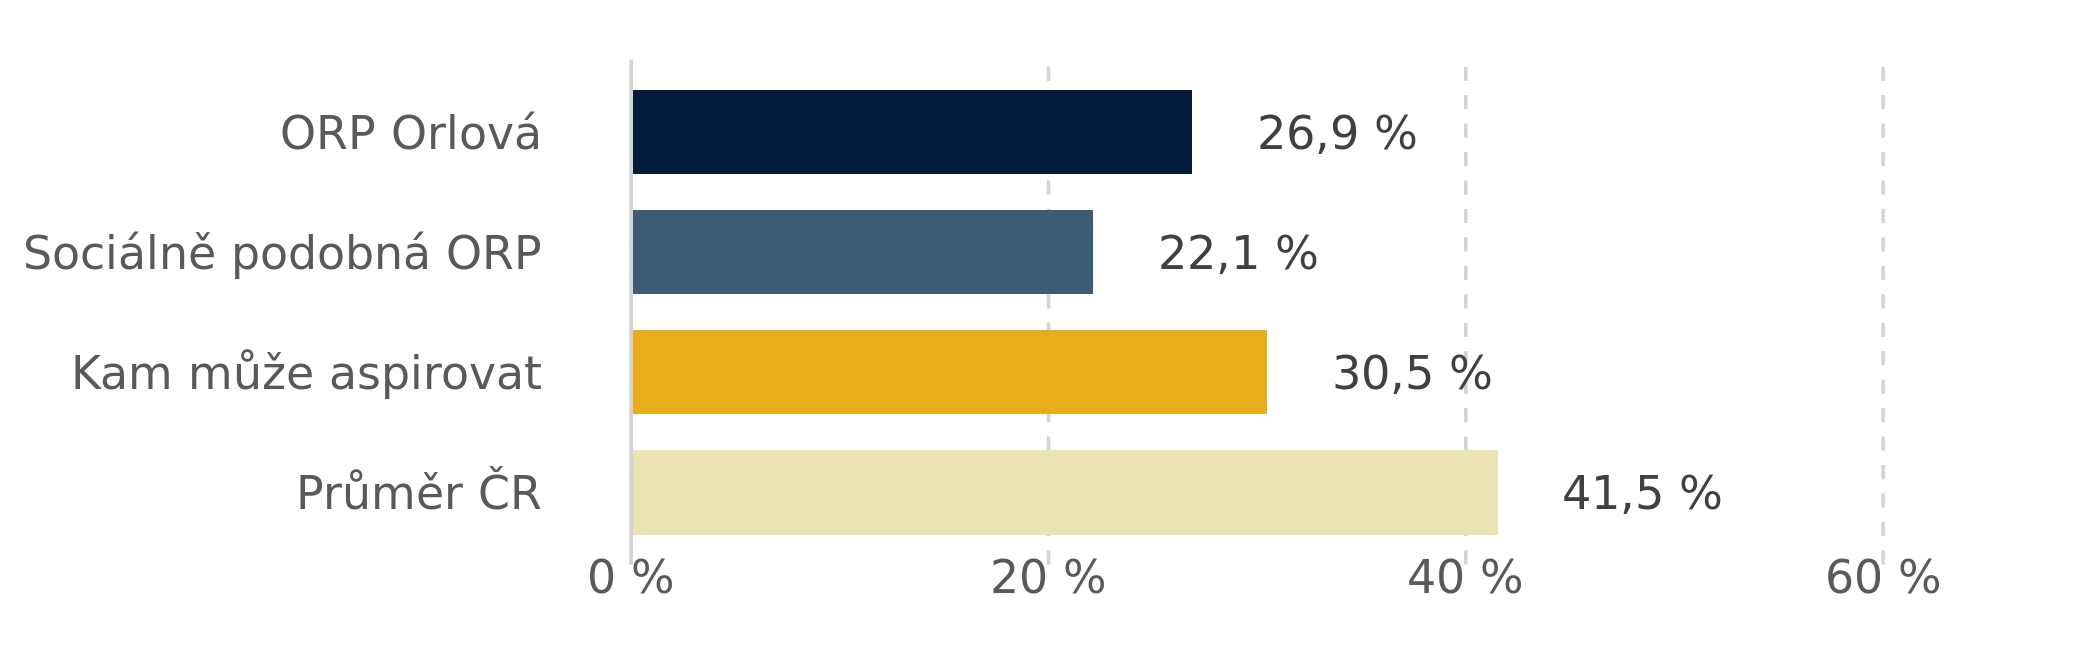 ORP Orlová 26,9 %
Sociálně podobná ORP 22,1 %
Kam může aspirovat 30,5 %
Průměr ČR 41,5 %
0 % 20 % 40 % 60 %